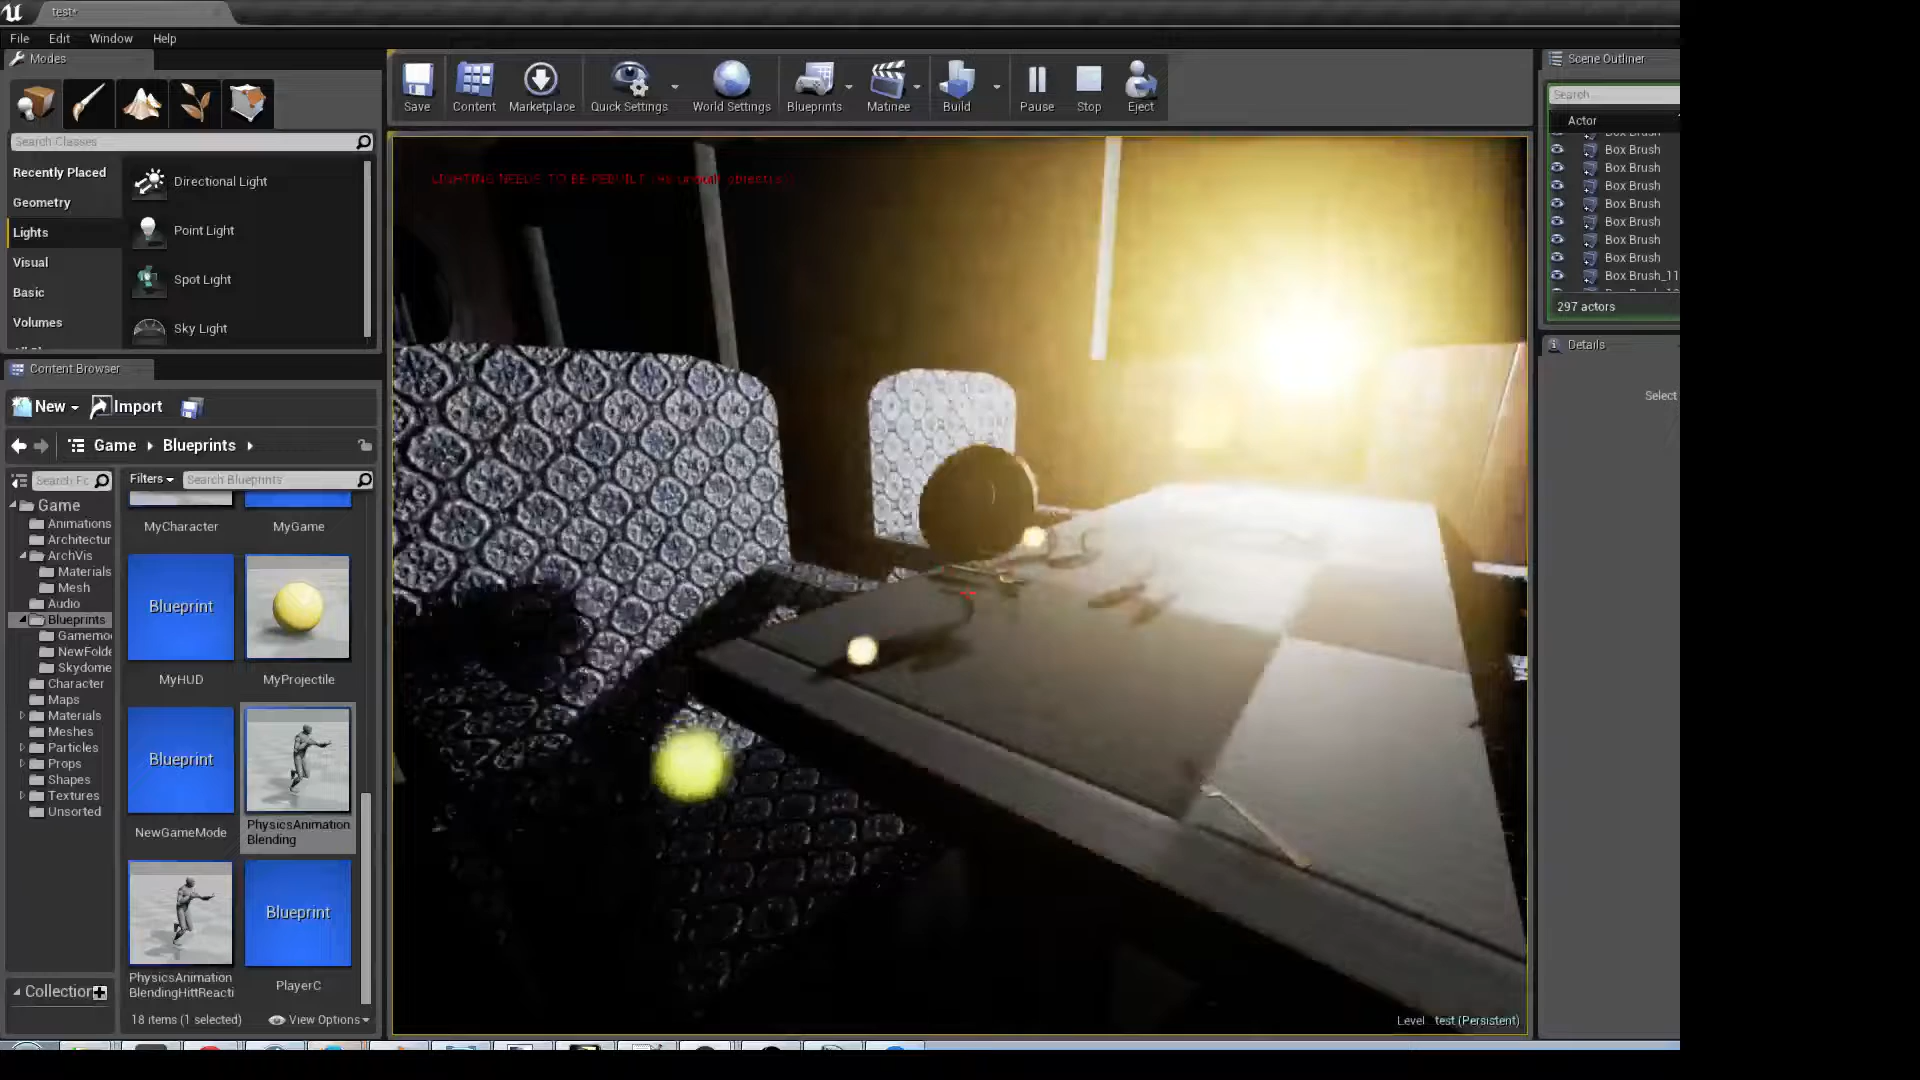 test*
File Edit Window Help
Modes
Search Classes
Recently Placed
Geometry
Lights
Visual
Basic
Volumes
Directional Light
Point Light
Spot Light
Sky Light
Content Browser
New Import
Game Blueprints
Filters Search Blueprints
Game
Animations
Architectur
ArchVis
Materials
Mesh
Audio
Blueprints
Gamemo
NewFolde
Skydome
Character
Maps
Materials
Meshes
Particles
Props
Shapes
Textures
Unsorted
Collection
MyCharacter
MyGame
Blueprint
MyHUD
MyProjectile
Blueprint
NewGameMode
PhysicsAnimation
Blending
PhysicsAnimation
BlendingHittReacti
Blueprint
PlayerC
18 items (1 selected) View Options
Save Content Marketplace Quick Settings World Settings Blueprints Matinee Build Pause Stop Eject
LIGHTING NEEDS TO BE REBUILT
Level: test (Persistent)
Scene Outliner
Search
Actor
Box Brush
Box Brush
Box Brush
Box Brush
Box Brush
Box Brush
Box Brush
Box Brush
Box Brush_11
297 actors
Details
Select